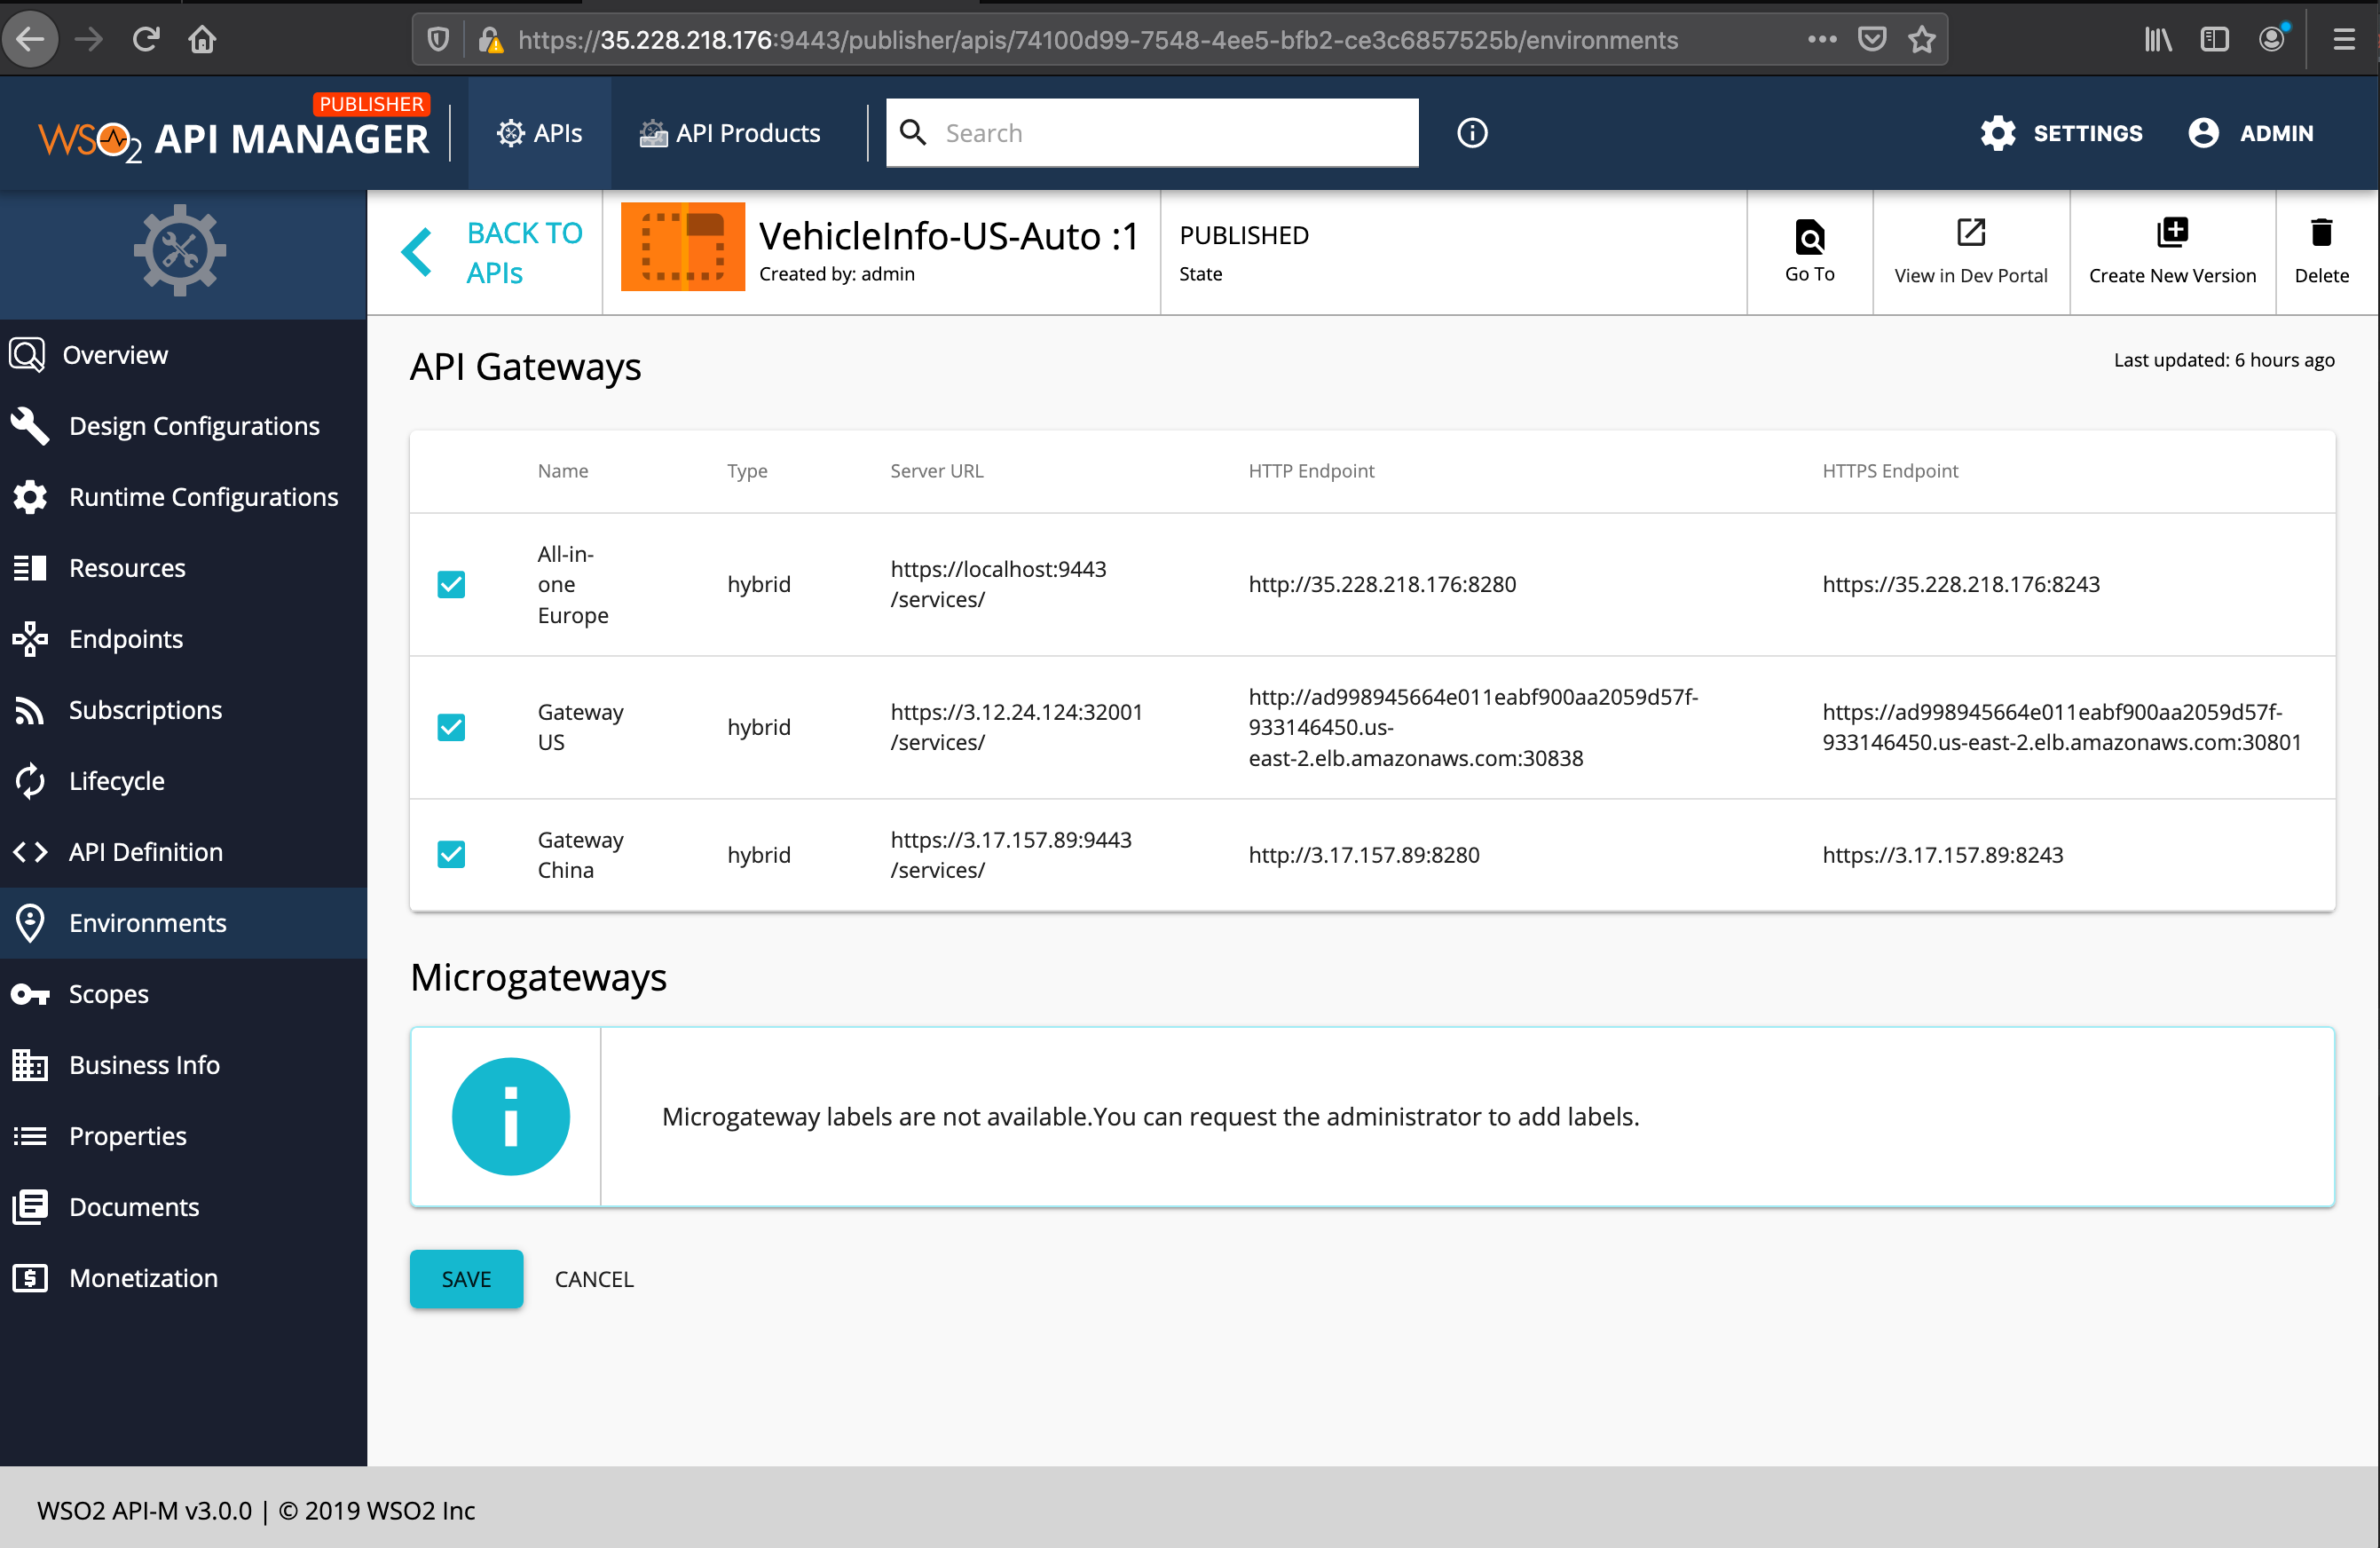 https://35.228.218.176:9443/publisher/apis/74100d99-7548-4ee5-bfb2-ce3c6857525b/environments
PUBLISHER
WSO2 API MANAGER
APIs
API Products
Search
SETTINGS
ADMIN
BACK TO
APIs
VehicleInfo-US-Auto :1
Created by: admin
PUBLISHED
State
Go To
View in Dev Portal
Create New Version
Delete
Overview
Design Configurations
Runtime Configurations
Resources
Endpoints
Subscriptions
Lifecycle
API Definition
Environments
Scopes
Business Info
Properties
Documents
Monetization
API Gateways
Last updated: 6 hours ago
Name Type Server URL HTTP Endpoint HTTPS Endpoint
All-in-
one
Europe
hybrid
https://localhost:9443
/services/
http://35.228.218.176:8280
https://35.228.218.176:8243
Gateway
US
hybrid
https://3.12.24.124:32001
/services/
http://ad998945664e011eabf900aa2059d57f-
933146450.us-
east-2.elb.amazonaws.com:30838
https://ad998945664e011eabf900aa2059d57f-
933146450.us-east-2.elb.amazonaws.com:30801
Gateway
China
hybrid
https://3.17.157.89:9443
/services/
http://3.17.157.89:8280
https://3.17.157.89:8243
Microgateways
Microgateway labels are not available.You can request the administrator to add labels.
SAVE
CANCEL
WSO2 API-M v3.0.0 | © 2019 WSO2 Inc